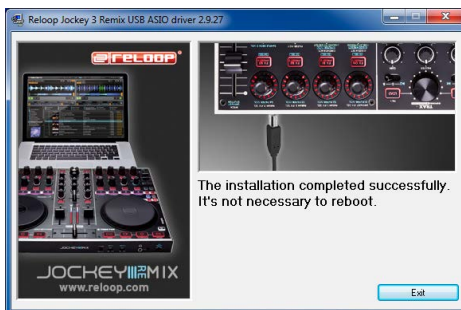 Reloop Jockey 3 Remix USB ASIO driver 2.9.27
reloop
The installation completed successfully.
It's not necessary to reboot.
JOCKEY III REMIX
www.reloop.com
Exit